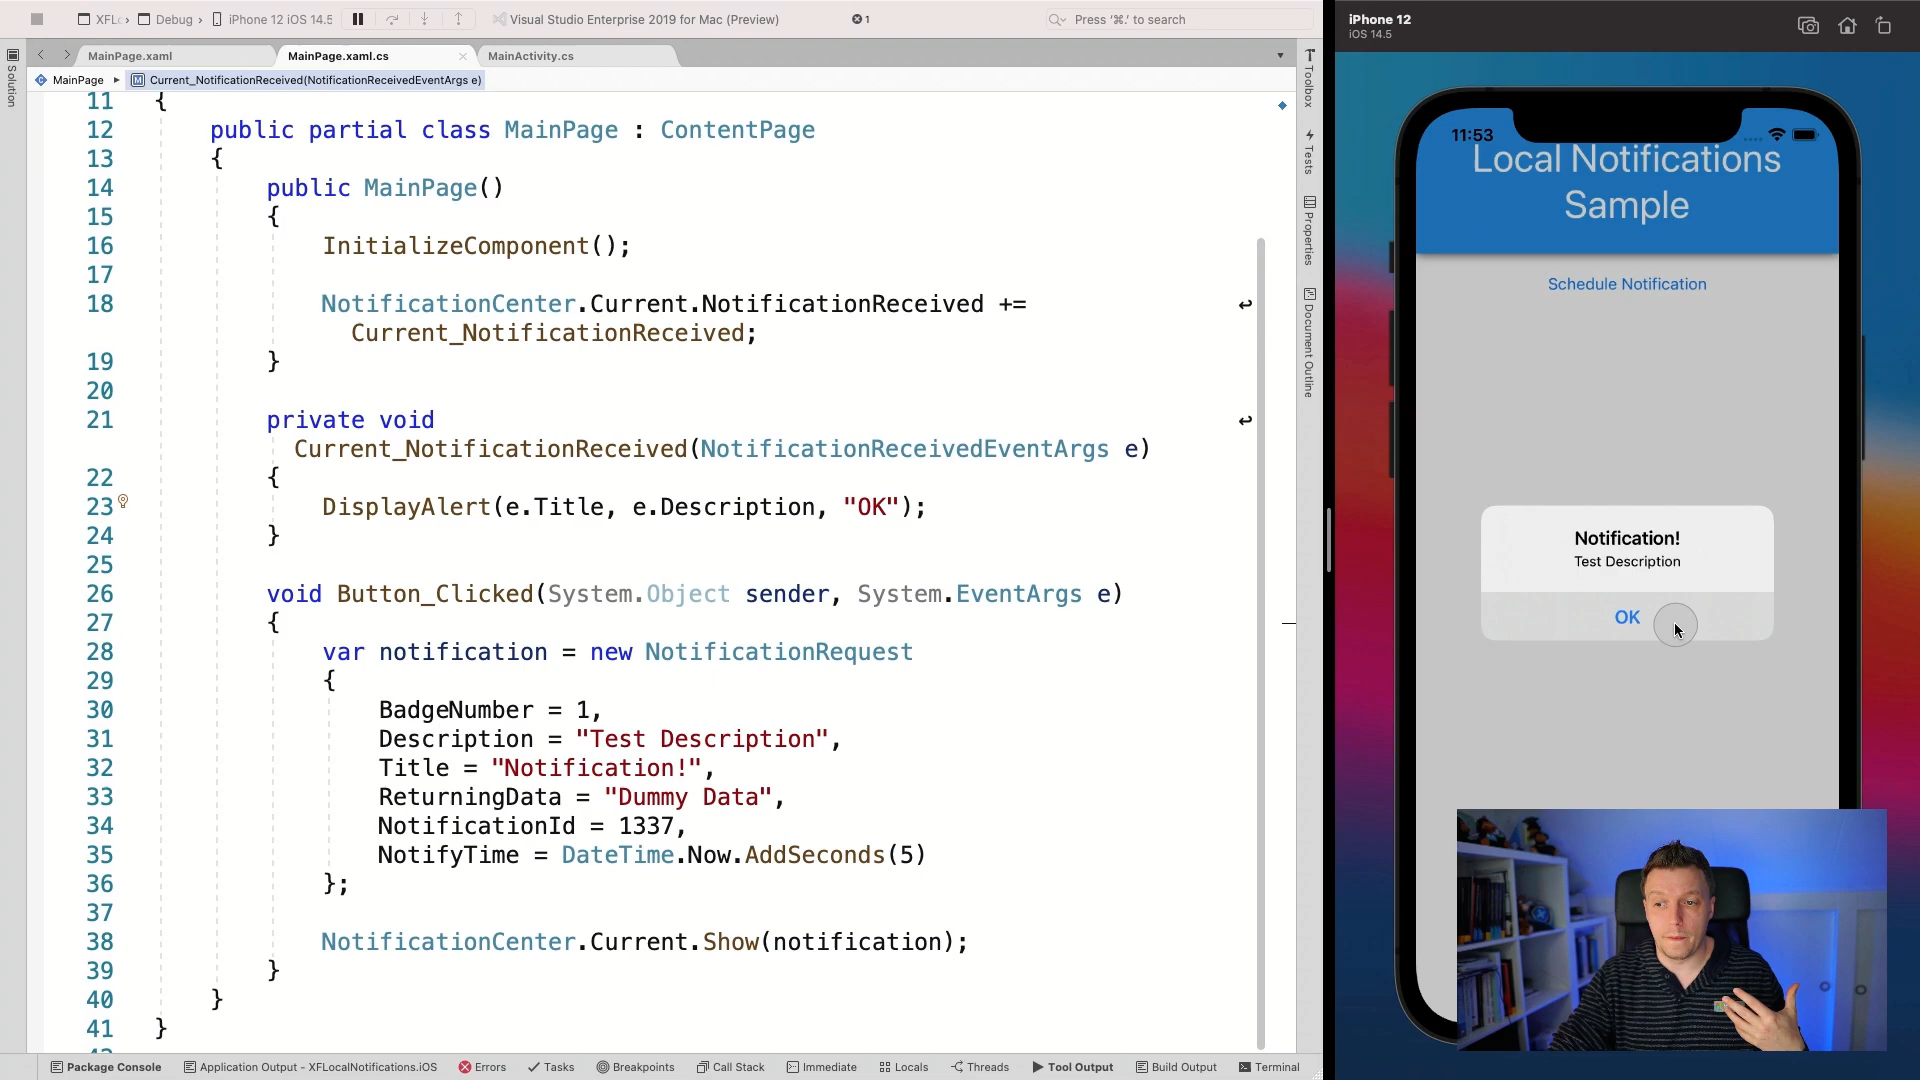 XFLc › Debug › iPhone 12 iOS 14.5
Visual Studio Enterprise 2019 for Mac (Preview)
1
Press '⌘.' to search
MainPage.xaml
MainPage.xaml.cs
MainActivity.cs
MainPage
Current_NotificationReceived(NotificationReceivedEventArgs e)
Solution
11 {
12 public partial class MainPage : ContentPage
13 {
14 public MainPage()
15 {
16 InitializeComponent();
17
18 NotificationCenter.Current.NotificationReceived +=
Current_NotificationReceived;
19 }
20
21 private void
Current_NotificationReceived(NotificationReceivedEventArgs e)
22 {
23 DisplayAlert(e.Title, e.Description, "OK");
24 }
25
26 void Button_Clicked(System.Object sender, System.EventArgs e)
27 {
28 var notification = new NotificationRequest
29 {
30 BadgeNumber = 1,
31 Description = "Test Description",
32 Title = "Notification!",
33 ReturningData = "Dummy Data",
34 NotificationId = 1337,
35 NotifyTime = DateTime.Now.AddSeconds(5)
36 };
37
38 NotificationCenter.Current.Show(notification);
39 }
40 }
41 }
Toolbox
Tests
Properties
Document Outline
Package Console
Application Output - XFLocalNotifications.iOS
Errors
Tasks
Breakpoints
Call Stack
Immediate
Locals
Threads
Tool Output
Build Output
Terminal
iPhone 12
iOS 14.5
11:53
Local Notifications
Sample
Schedule Notification
Notification!
Test Description
OK